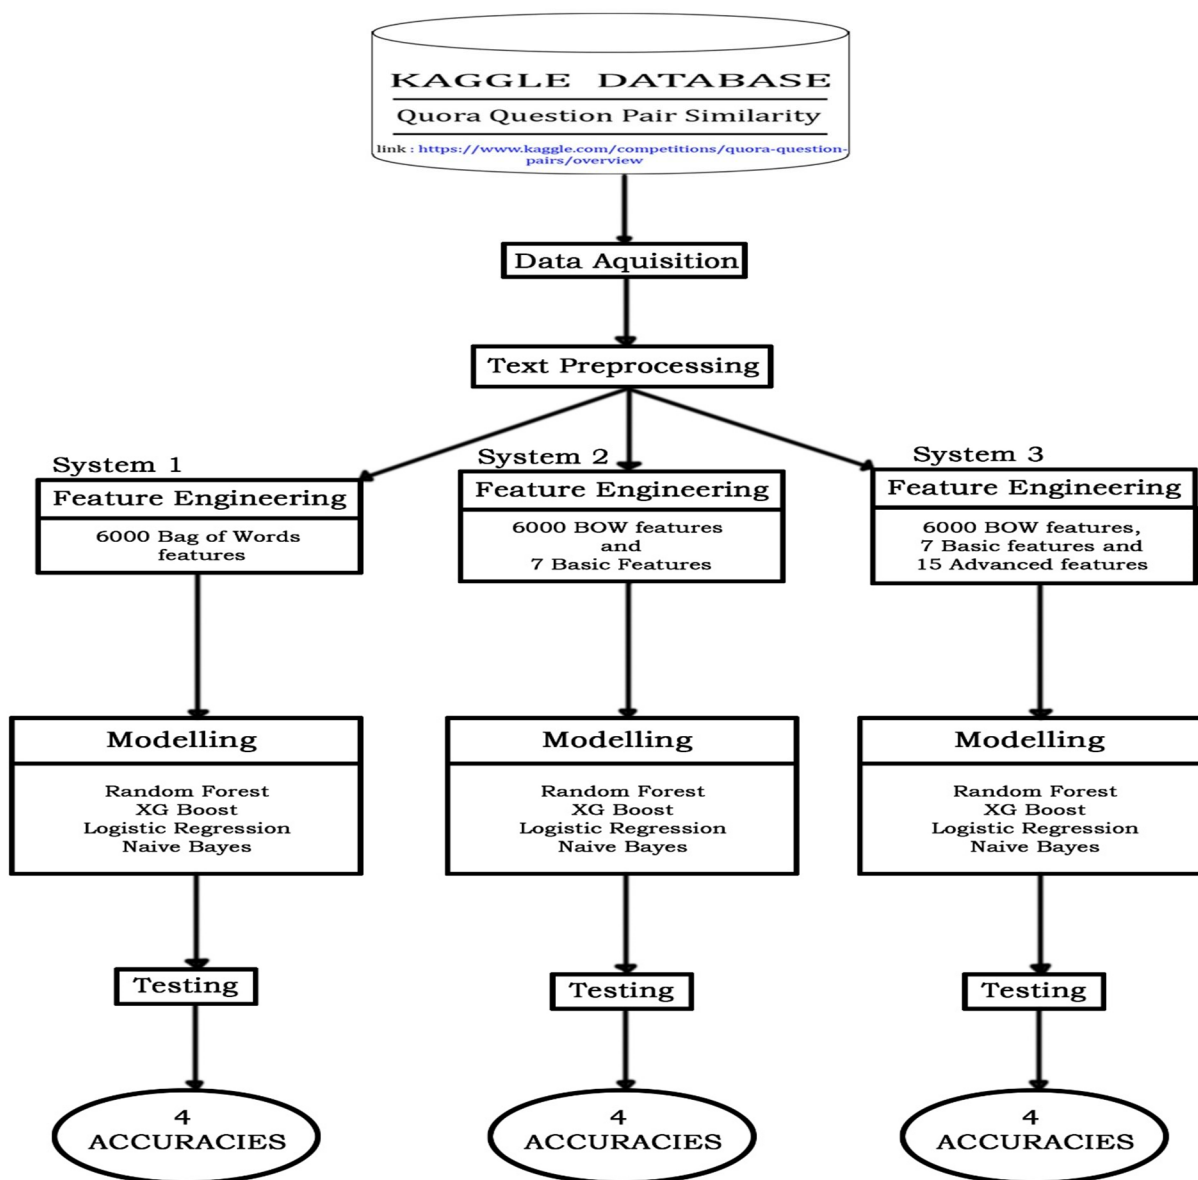 KAGGLE DATABASE
Quora Question Pair Similarity
link : https://www.kaggle.com/competitions/quora-question-
pairs/overview
Data Aquisition
Text Preprocessing
System 1
Feature Engineering
6000 Bag of Words
features
System 2
Feature Engineering
6000 BOW features
and
7 Basic Features
System 3
Feature Engineering
6000 BOW features,
7 Basic features and
15 Advanced features
Modelling
Random Forest
XG Boost
Logistic Regression
Naive Bayes
Modelling
Random Forest
XG Boost
Logistic Regression
Naive Bayes
Modelling
Random Forest
XG Boost
Logistic Regression
Naive Bayes
Testing
Testing
Testing
4
ACCURACIES
4
ACCURACIES
4
ACCURACIES